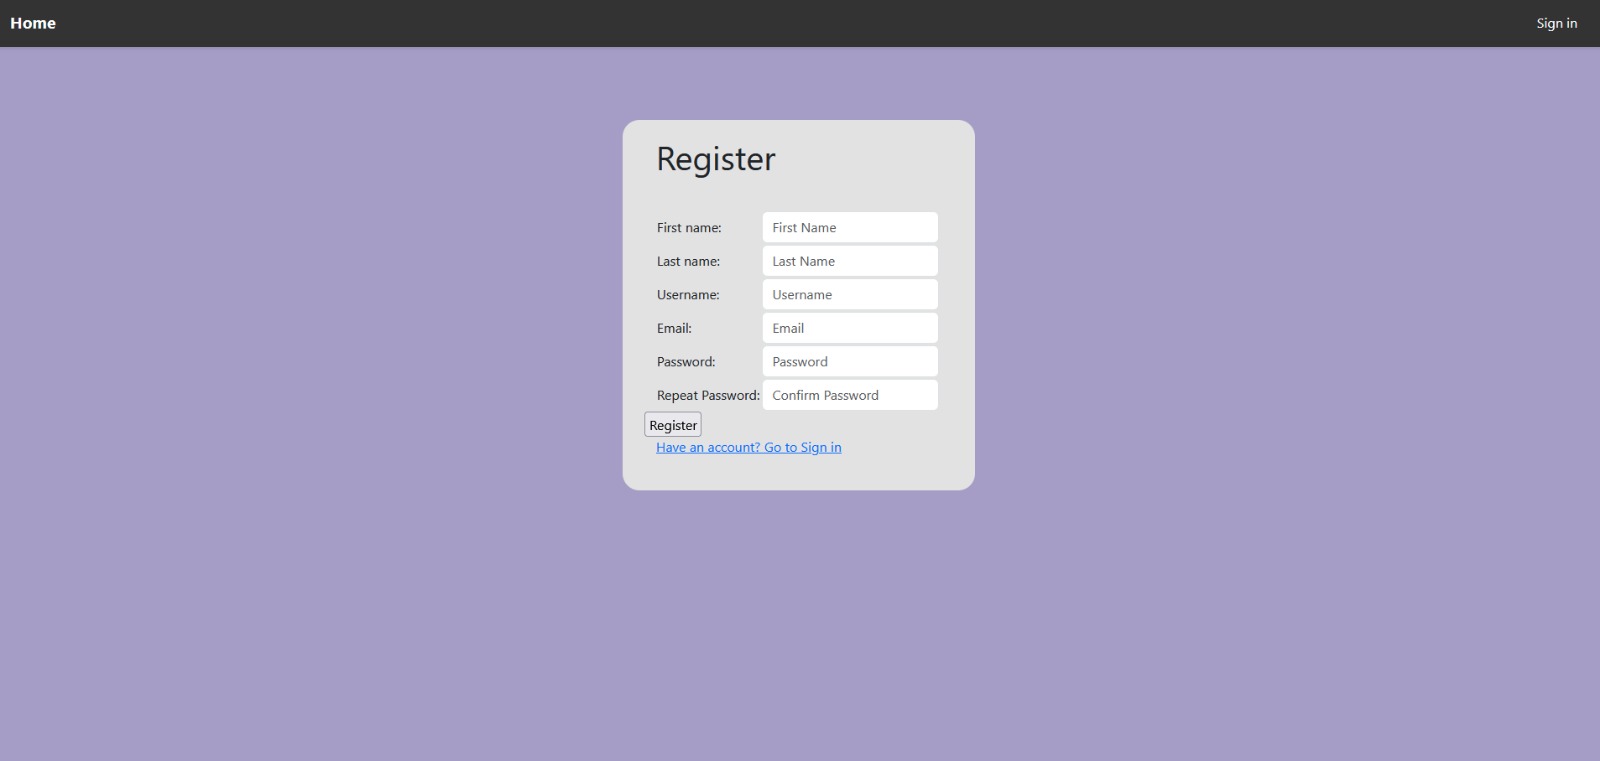 Home
Sign in
Register
First name: First Name
Last name: Last Name
Username: Username
Email: Email
Password: Password
Repeat Password: Confirm Password
Register
Have an account? Go to Sign in